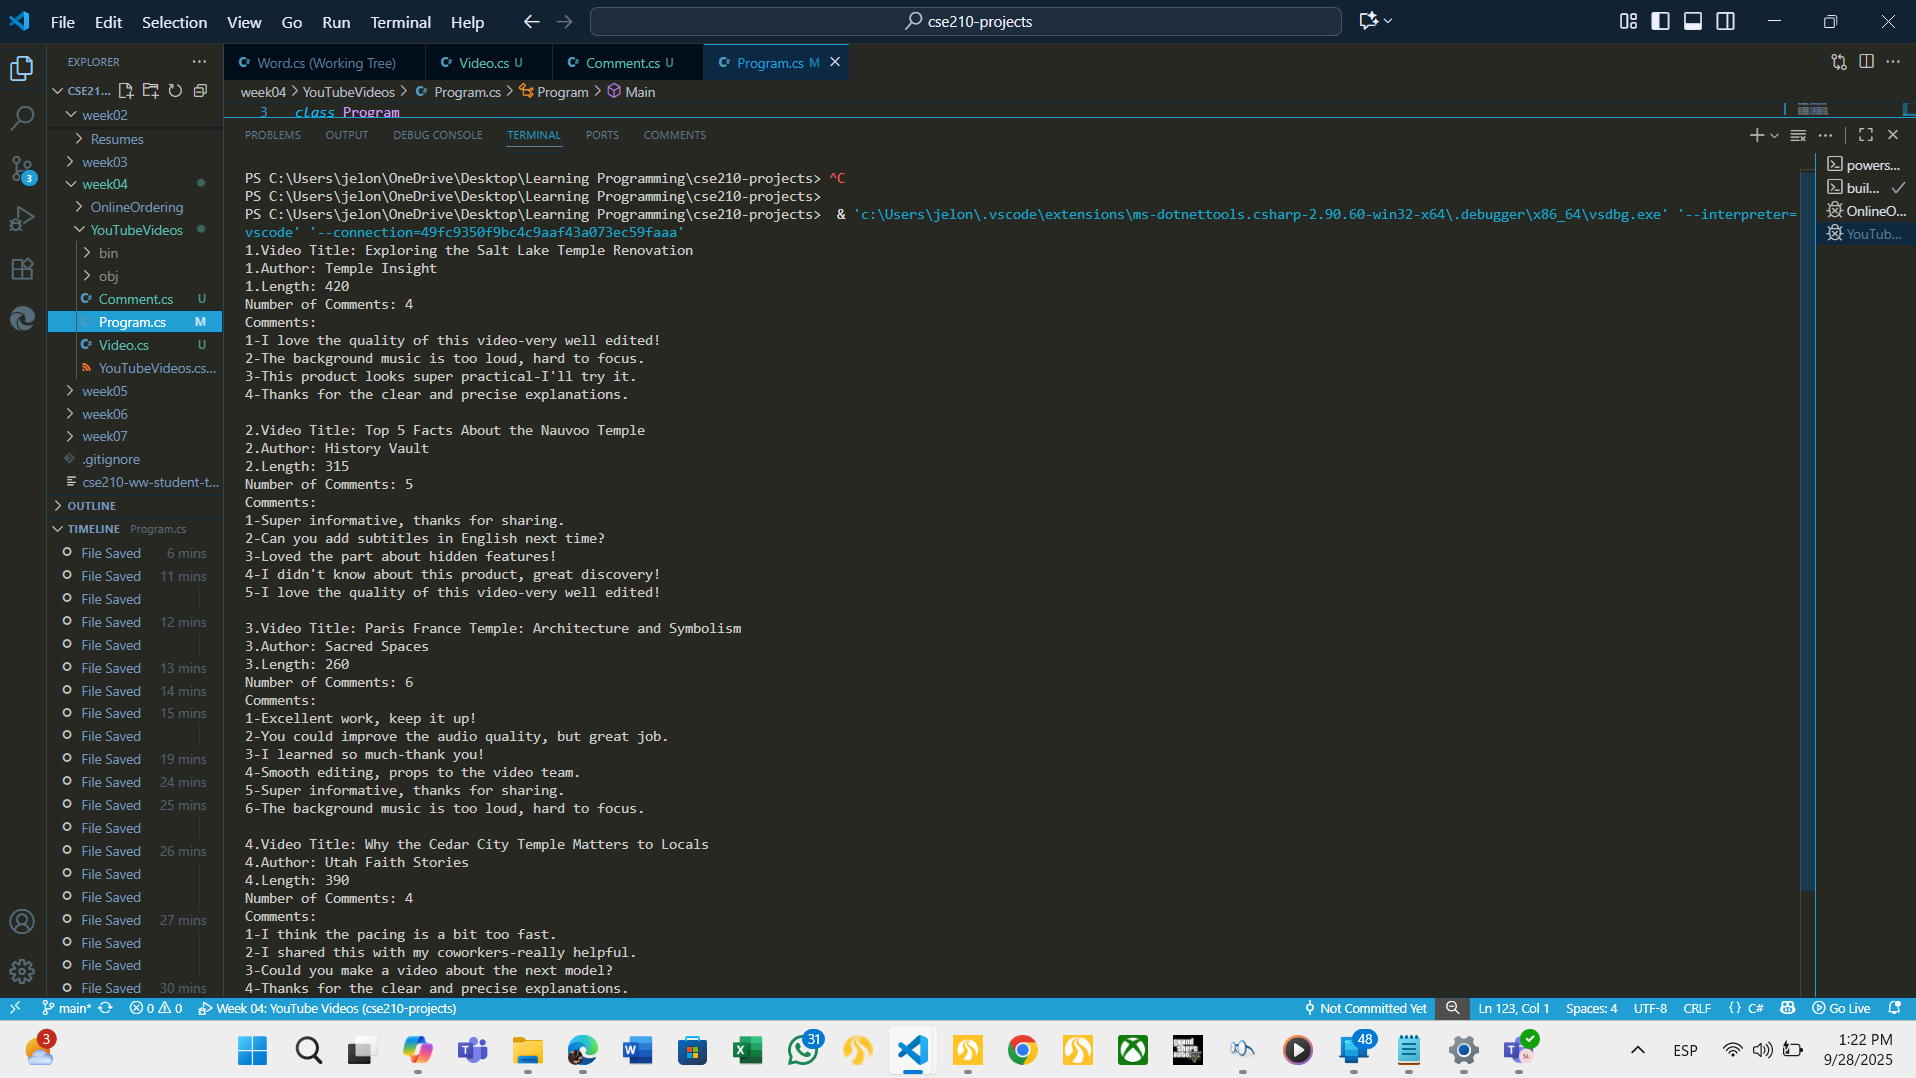 File Edit Selection View Go Run Terminal Help
cse210-projects
EXPLORER
Word.cs (Working Tree)
Video.cs U
Comment.cs U
Program.cs M
CSE21...
week04 > YouTubeVideos > Program.cs > Program > Main
week02
3 class Program
Resumes
week03
week04
OnlineOrdering
YouTubeVideos
bin
obj
Comment.cs U
Program.cs M
Video.cs U
YouTubeVideos.cs...
week05
week06
week07
.gitignore
cse210-ww-student-t...
OUTLINE
TIMELINE Program.cs
File Saved 6 mins
File Saved 11 mins
File Saved
File Saved 12 mins
File Saved
File Saved 13 mins
File Saved 14 mins
File Saved 15 mins
File Saved
File Saved 19 mins
File Saved 24 mins
File Saved 25 mins
File Saved
File Saved 26 mins
File Saved
File Saved
File Saved 27 mins
File Saved
File Saved
File Saved 30 mins
PROBLEMS OUTPUT DEBUG CONSOLE TERMINAL PORTS COMMENTS
PS C:\Users\jelon\OneDrive\Desktop\Learning Programming\cse210-projects> ^C
PS C:\Users\jelon\OneDrive\Desktop\Learning Programming\cse210-projects>
PS C:\Users\jelon\OneDrive\Desktop\Learning Programming\cse210-projects> & 'c:\Users\jelon\.vscode\extensions\ms-dotnettools.csharp-2.90.60-win32-x64\.debugger\x86_64\vsdbg.exe' '--interpreter=
vscode' '--connection=49fc9350f9bc4c9aaf43a073ec59faaa'
1.Video Title: Exploring the Salt Lake Temple Renovation
1.Author: Temple Insight
1.Length: 420
Number of Comments: 4
Comments:
1-I love the quality of this video-very well edited!
2-The background music is too loud, hard to focus.
3-This product looks super practical-I'll try it.
4-Thanks for the clear and precise explanations.
2.Video Title: Top 5 Facts About the Nauvoo Temple
2.Author: History Vault
2.Length: 315
Number of Comments: 5
Comments:
1-Super informative, thanks for sharing.
2-Can you add subtitles in English next time?
3-Loved the part about hidden features!
4-I didn't know about this product, great discovery!
5-I love the quality of this video-very well edited!
3.Video Title: Paris France Temple: Architecture and Symbolism
3.Author: Sacred Spaces
3.Length: 260
Number of Comments: 6
Comments:
1-Excellent work, keep it up!
2-You could improve the audio quality, but great job.
3-I learned so much-thank you!
4-Smooth editing, props to the video team.
5-Super informative, thanks for sharing.
6-The background music is too loud, hard to focus.
4.Video Title: Why the Cedar City Temple Matters to Locals
4.Author: Utah Faith Stories
4.Length: 390
Number of Comments: 4
Comments:
1-I think the pacing is a bit too fast.
2-I shared this with my coworkers-really helpful.
3-Could you make a video about the next model?
4-Thanks for the clear and precise explanations.
powers...
buil...
OnlineO...
YouTub...
3
main* 0 0 Week 04: YouTube Videos (cse210-projects)
Not Committed Yet Ln 123, Col 1 Spaces: 4 UTF-8 CRLF {} C# Go Live
3
31
48
ESP
1:22 PM
9/28/2025